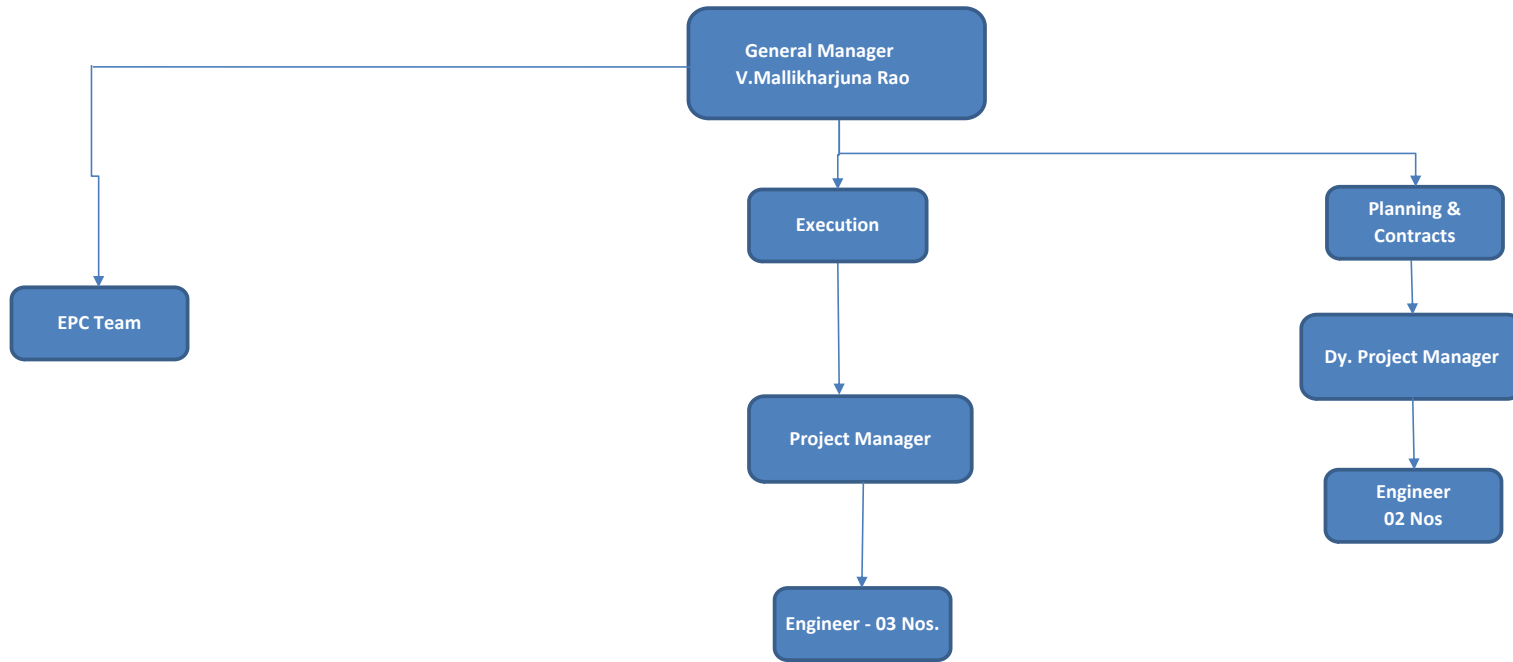 General Manager
V.Mallikharjuna Rao
Execution
Planning &
Contracts
EPC Team
Dy. Project Manager
Project Manager
Engineer
02 Nos
Engineer - 03 Nos.